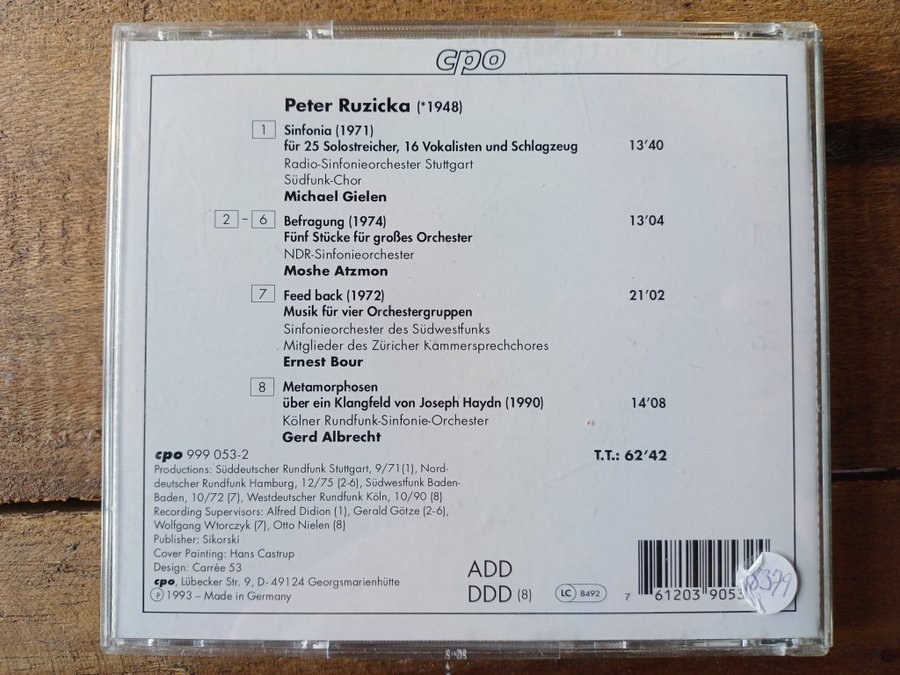 cpo
Peter Ruzicka (*1948)
1 Sinfonia (1971)
für 25 Solostreicher, 16 Vokalisten und Schlagzeug 13'40
Radio-Sinfonieorchester Stuttgart
Südfunk-Chor
Michael Gielen
2 - 6 Befragung (1974) 13'04
Fünf Stücke für großes Orchester
NDR-Sinfonieorchester
Moshe Atzmon
7 Feed back (1972) 21'02
Musik für vier Orchestergruppen
Sinfonieorchester des Südwestfunks
Mitglieder des Züricher Kammersprechchores
Ernest Bour
8 Metamorphosen
über ein Klangfeld von Joseph Haydn (1990) 14'08
Kölner Rundfunk-Sinfonie-Orchester
Gerd Albrecht
cpo 999 053-2 T.T.: 62'42
Productions: Süddeutscher Rundfunk Stuttgart, 9/71(1), Nord-
deutscher Rundfunk Hamburg, 12/75 (2-6), Südwestfunk Baden-
Baden, 10/72 (7), Westdeutscher Rundfunk Köln, 10/90 (8)
Recording Supervisors: Alfred Didion (1), Gerald Götze (2-6),
Wolfgang Wtorczyk (7), Otto Nielen (8)
Publisher: Sikorski
Cover Painting: Hans Castrup
Design: Carrée 53
cpo, Lübecker Str. 9, D-49124 Georgsmarienhütte
℗ 1993 – Made in Germany
ADD
DDD (8)
LC 8492
7 61203 905
8379